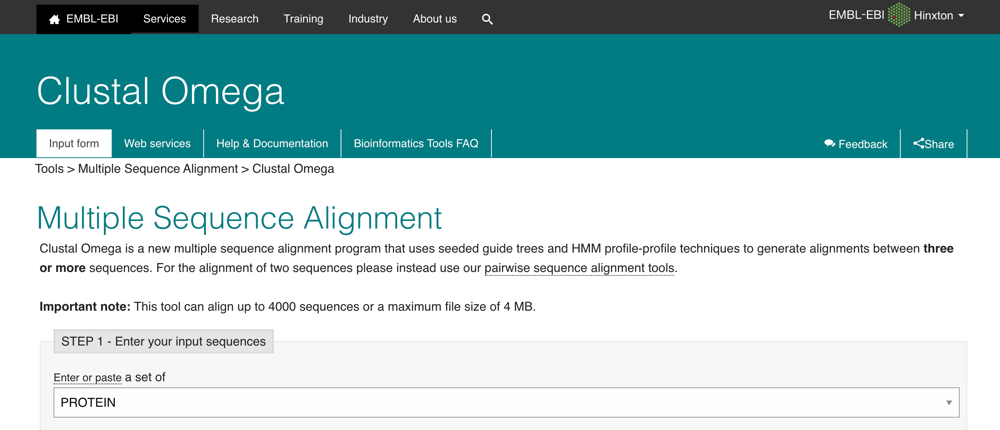 EMBL-EBI Services Research Training Industry About us EMBL-EBI Hinxton
Clustal Omega
Input form Web services Help & Documentation Bioinformatics Tools FAQ Feedback Share
Tools > Multiple Sequence Alignment > Clustal Omega
Multiple Sequence Alignment
Clustal Omega is a new multiple sequence alignment program that uses seeded guide trees and HMM profile-profile techniques to generate alignments between three
or more sequences. For the alignment of two sequences please instead use our pairwise sequence alignment tools.
Important note: This tool can align up to 4000 sequences or a maximum file size of 4 MB.
STEP 1 - Enter your input sequences
Enter or paste a set of
PROTEIN